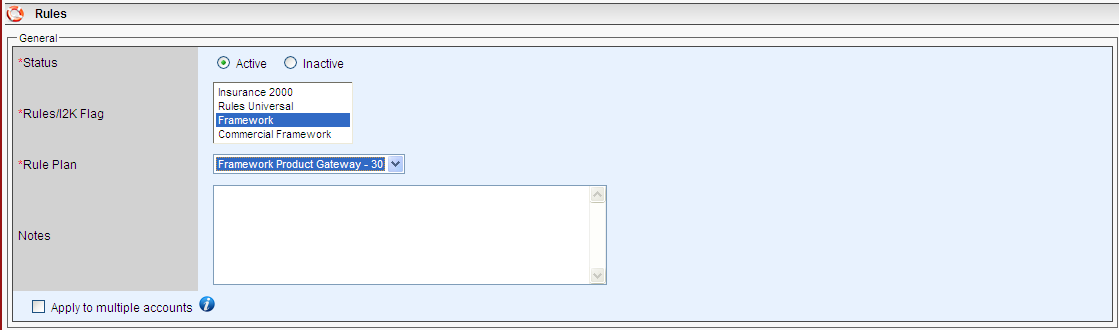 Rules
General
*Status
Active
Inactive
*Rules/I2K Flag
Insurance 2000
Rules Universal
Framework
Commercial Framework
*Rule Plan
Framework Product Gateway - 30
Notes
Apply to multiple accounts
i